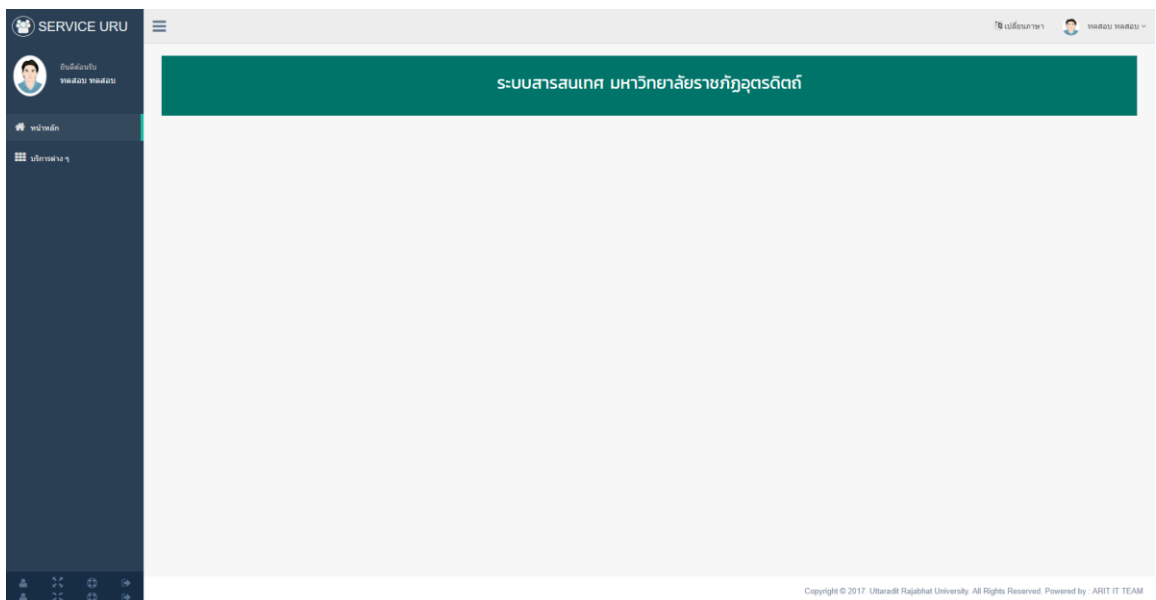 SERVICE URU
เปลี่ยนภาษา
ทดสอบ ทดสอบ
ยินดีต้อนรับ
ทดสอบ ทดสอบ
ระบบสารสนเทศ มหาวิทยาลัยราชภัฏอุตรดิตถ์
หน้าหลัก
บริการต่าง ๆ
Copyright © 2017. Uttaradit Rajabhat University. All Rights Reserved. Powered by : ARIT IT TEAM